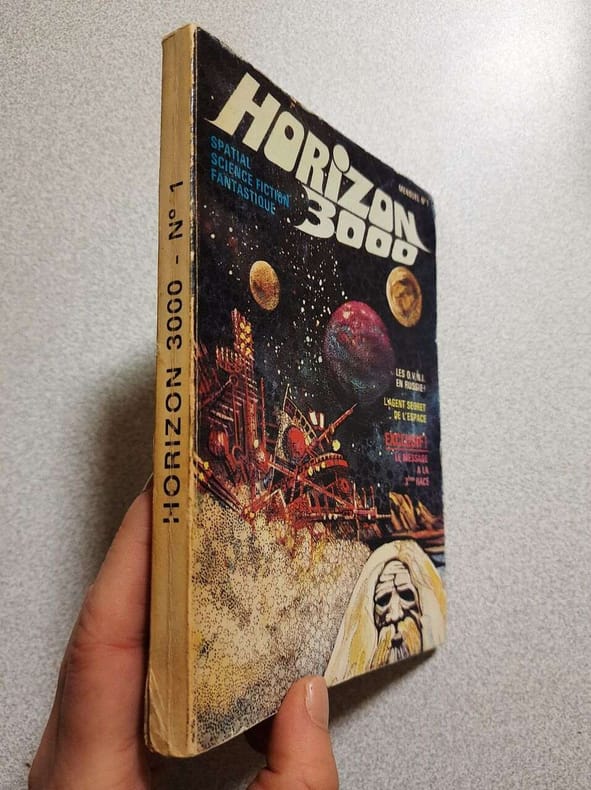 HORIZON 3000 - N° 1
HORIZON
3000
MENSUEL N° 1
SPATIAL
SCIENCE FICTION
FANTASTIQUE
LES O.V.N.I.
EN RUSSIE!
L'AGENT SECRET
DE L'ESPACE
LE MESSAGE
A LA
3ème RACE